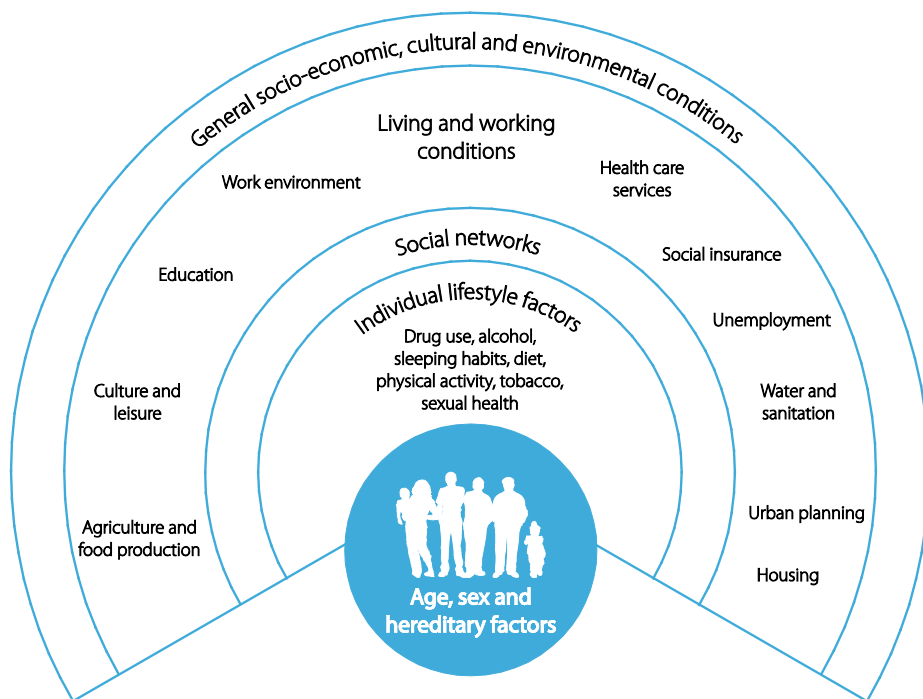 General socio-economic, cultural and environmental conditions
Living and working
conditions
Work environment
Health care
services
Education
Social networks
Social insurance
Individual lifestyle factors
Unemployment
Drug use, alcohol,
sleeping habits, diet,
physical activity, tobacco,
sexual health
Culture and
leisure
Water and
sanitation
Agriculture and
food production
Urban planning
Housing
Age, sex and
hereditary factors